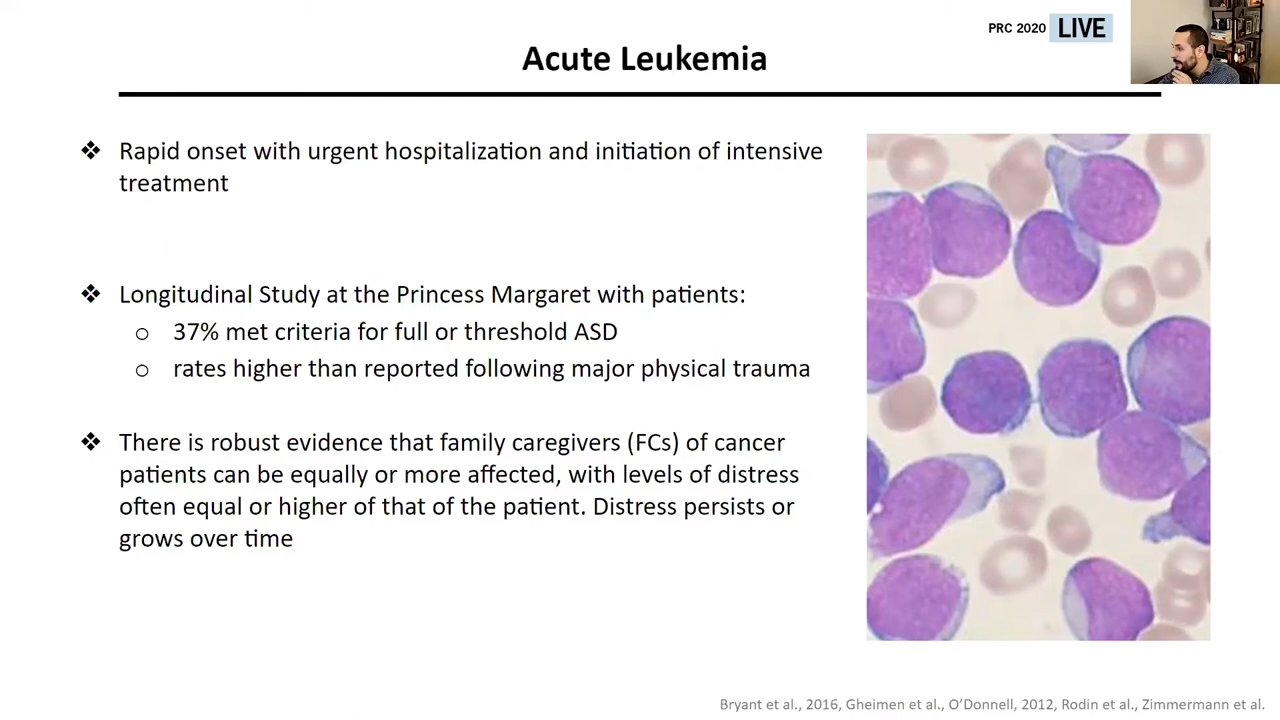 PRC 2020 LIVE
Acute Leukemia
❖ Rapid onset with urgent hospitalization and initiation of intensive
treatment
❖ Longitudinal Study at the Princess Margaret with patients:
o 37% met criteria for full or threshold ASD
o rates higher than reported following major physical trauma
❖ There is robust evidence that family caregivers (FCs) of cancer
patients can be equally or more affected, with levels of distress
often equal or higher of that of the patient. Distress persists or
grows over time
Bryant et al., 2016, Gheimen et al., O’Donnell, 2012, Rodin et al., Zimmermann et al.